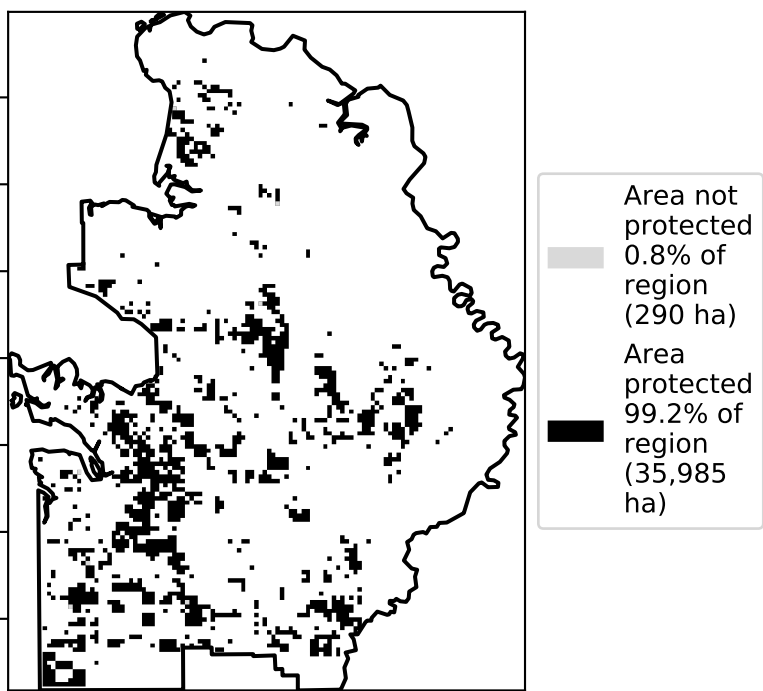 Area not
protected
0.8% of
region
(290 ha)
Area
protected
99.2% of
region
(35,985
ha)